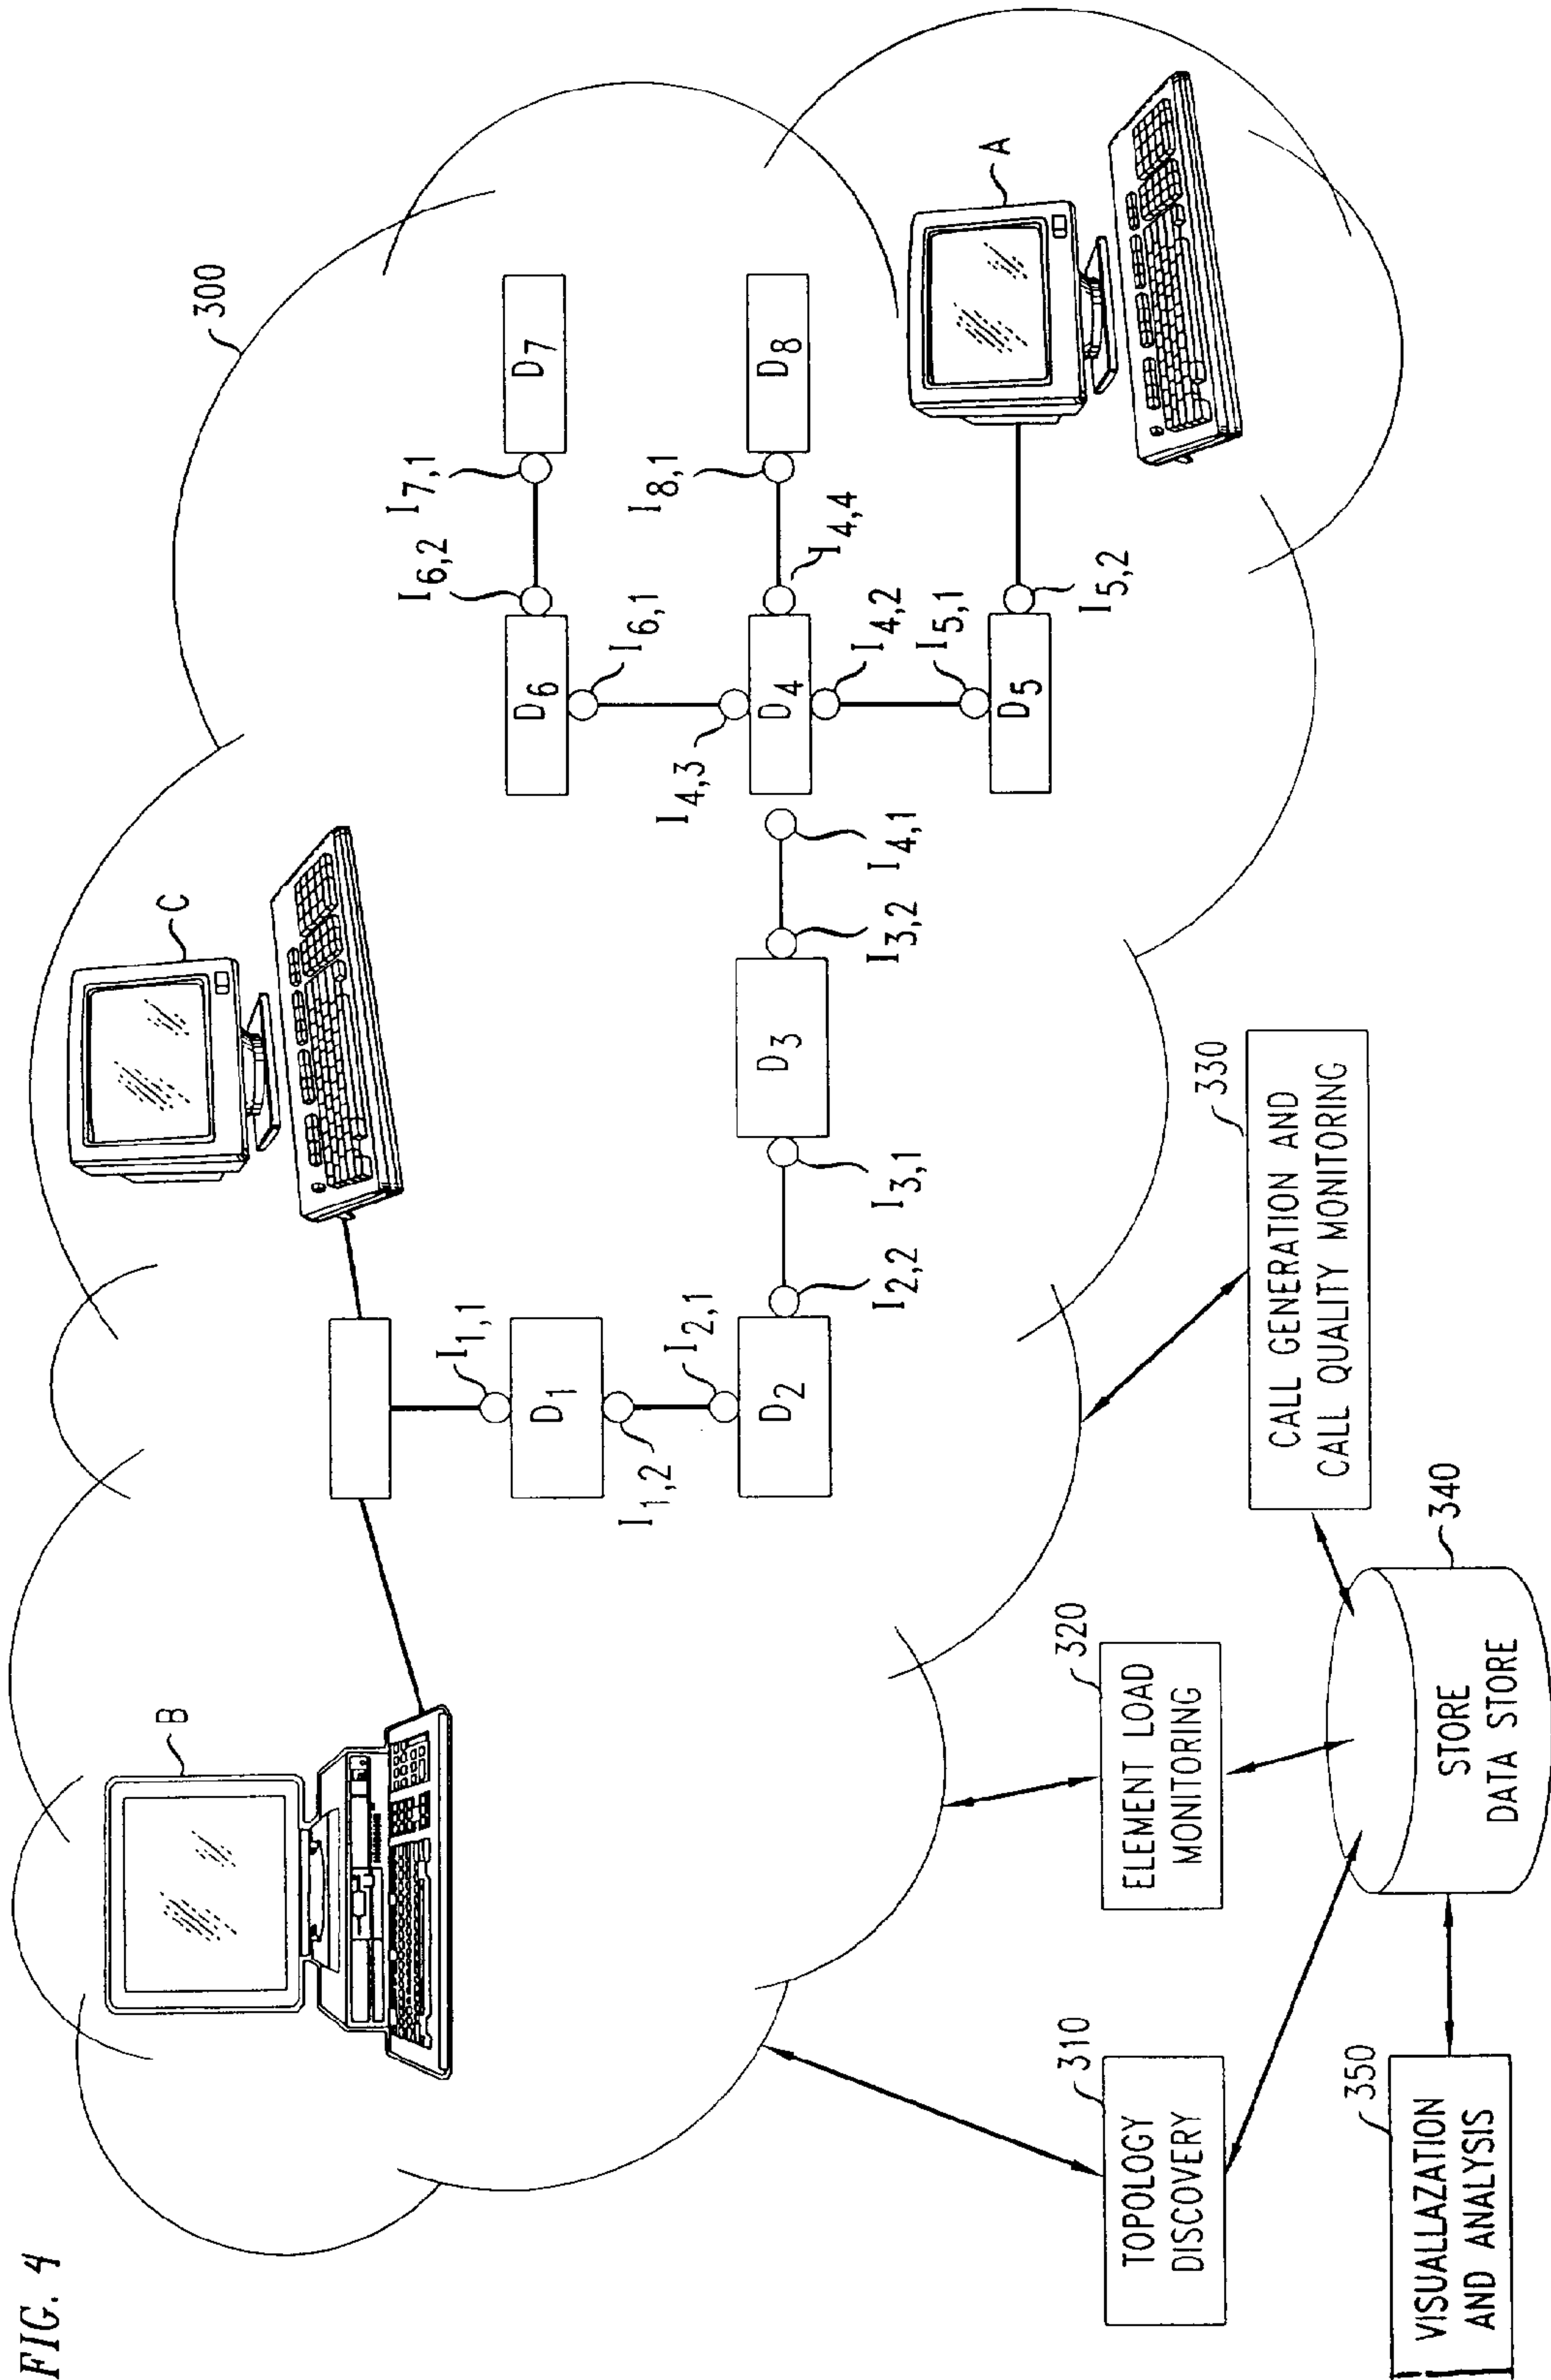 FIG. 4
300
B
C
A
I1,1
D1
I1,2
I2,1
D2
I2,2
I3,1
D3
I3,2
I4,1
I4,3
D4
I4,2
I4,4
I5,1
D5
I5,2
D6
I6,1
I6,2
I7,1
D7
I8,1
D8
310
TOPOLOGY
DISCOVERY
320
ELEMENT LOAD
MONITORING
330
CALL GENERATION AND
CALL QUALITY MONITORING
340
STORE
DATA STORE
350
VISUALLAZATION
AND ANALYSIS